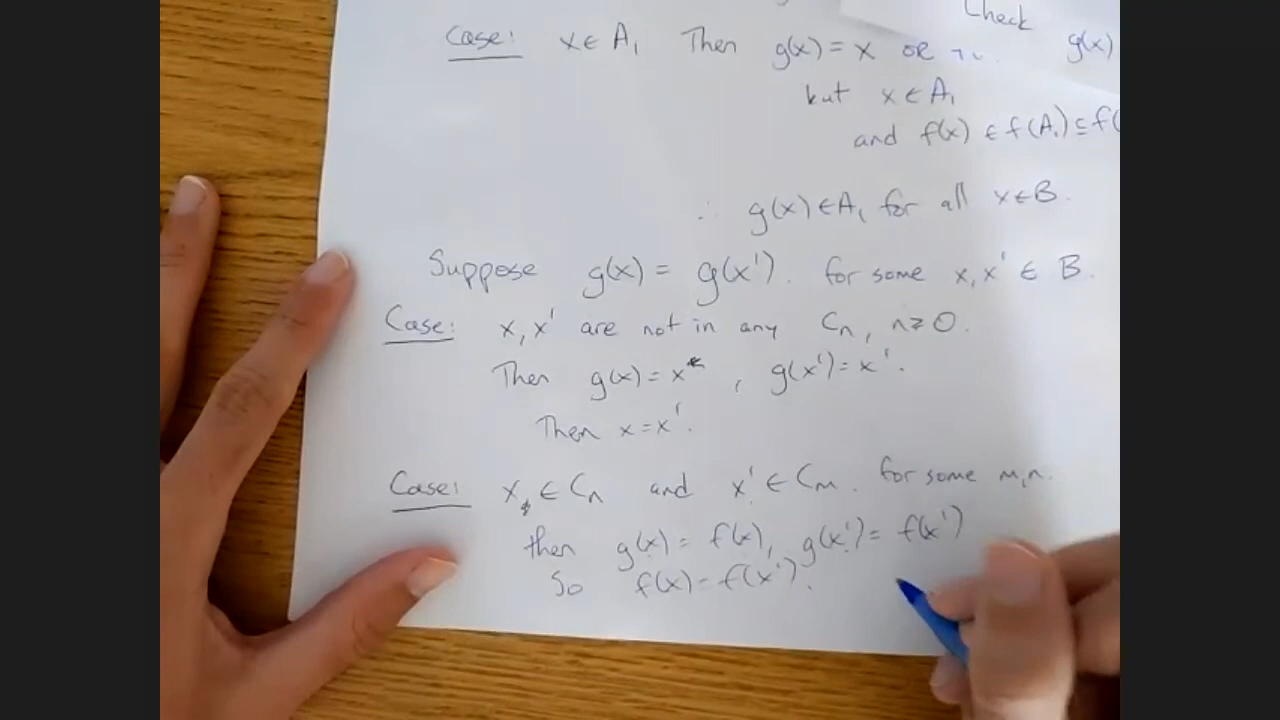 Check
Case: x ∈ A₁ Then g(x) = x OR g(x)
but x ∈ A₁
and f(x) ∈ f(A₁) ⊆ f(
∴ g(x) ∈ A₁ for all x ∈ B.
Suppose g(x) = g(x'). for some x, x' ∈ B.
Case: x, x' are not in any Cₙ, n ≥ 0.
Then g(x) = x , g(x') = x'.
Then x = x'.
Case: x ∈ Cₙ and x' ∈ Cₘ. for some m, n.
then g(x) = f(x), g(x') = f(x')
So f(x) = f(x').